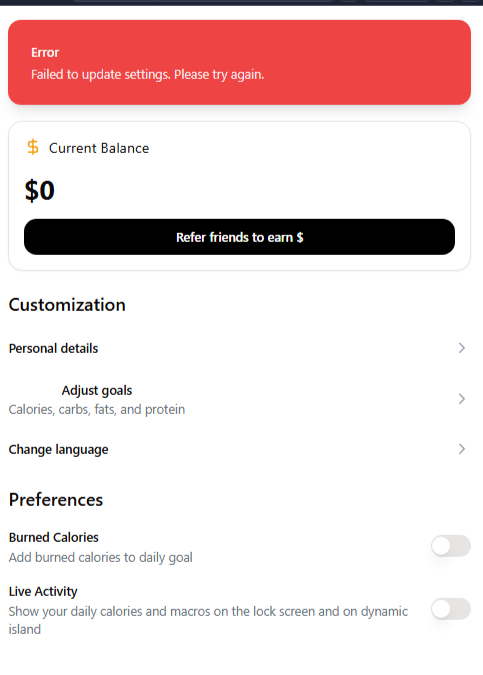 Error
Failed to update settings. Please try again.
$ Current Balance
$0
Refer friends to earn $
Customization
Personal details
Adjust goals
Calories, carbs, fats, and protein
Change language
Preferences
Burned Calories
Add burned calories to daily goal
Live Activity
Show your daily calories and macros on the lock screen and on dynamic
island